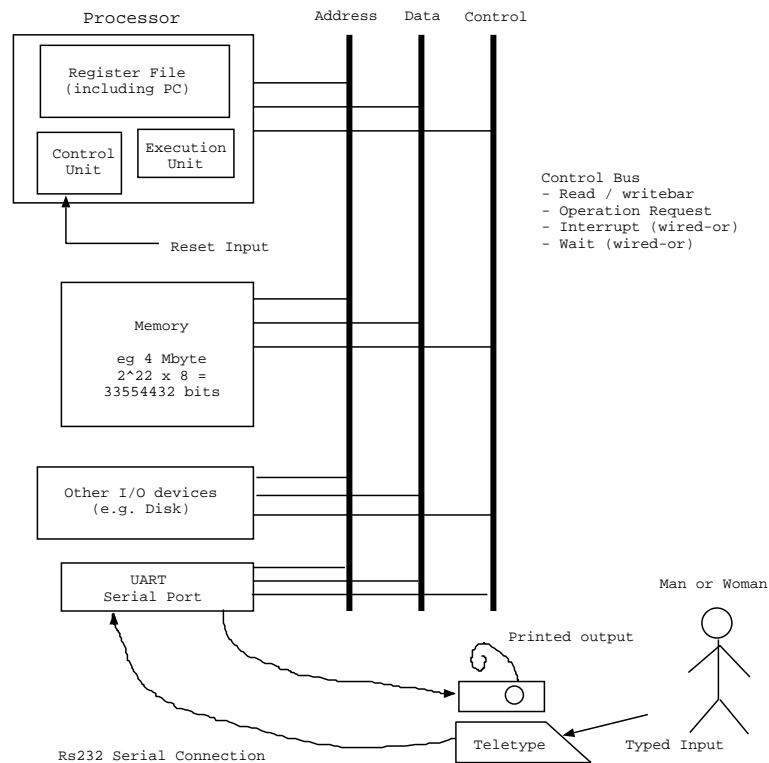 Processor
Address Data Control
Register File
(including PC)
Control
Unit
Execution
Unit
Reset Input
Control Bus
- Read / writebar
- Operation Request
- Interrupt (wired-or)
- Wait (wired-or)
Memory
eg 4 Mbyte
2^22 x 8 =
33554432 bits
Other I/O devices
(e.g. Disk)
UART
Serial Port
Man or Woman
Printed output
Teletype
Typed Input
Rs232 Serial Connection